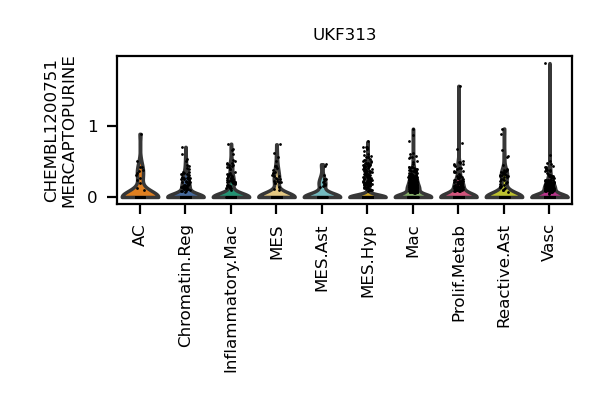 UKF313
CHEMBL1200751
MERCAPTOPURINE
1
0
AC
Chromatin.Reg
Inflammatory.Mac
MES
MES.Ast
MES.Hyp
Mac
Prolif.Metab
Reactive.Ast
Vasc